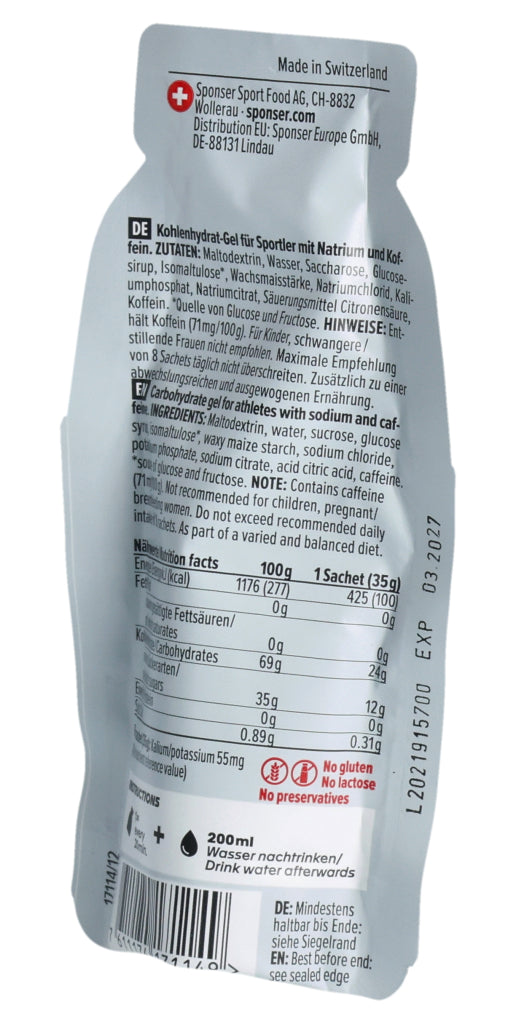 Made in Switzerland
Sponser Sport Food AG, CH-8832
Wollerau · sponser.com
Distribution EU: Sponser Europe GmbH,
DE-88131 Lindau
DE Kohlenhydrat-Gel für Sportler mit Natrium und Kof-
fein. ZUTATEN: Maltodextrin, Wasser, Saccharose, Glucose-
sirup, Isomaltulose*, Wachsmaisstärke, Natriumchlorid, Kali-
umphosphat, Natriumcitrat, Säuerungsmittel Citronensäure,
Koffein. *Quelle von Glucose und Fructose. HINWEISE: Ent-
hält Koffein (71mg/100g). Für Kinder, schwangere/
stillende Frauen nicht empfohlen. Maximale Empfehlung
von 8 Sachets täglich nicht überschreiten. Zusätzlich zu einer
abwechslungsreichen und ausgewogenen Ernährung.
Carbohydrate gel for athletes with sodium and caf-
fein. INGREDIENTS: Maltodextrin, water, sucrose, glucose
isomaltulose*, waxy maize starch, sodium chloride,
phosphate, sodium citrate, acid citric acid, caffeine.
of glucose and fructose. NOTE: Contains caffeine
Not recommended for children, pregnant/
women. Do not exceed recommended daily
sachets. As part of a varied and balanced diet.
Nutrition facts 100g 1 Sachet (35g)
(kcal) 1176 (277) 425 (100)
0g 0g
Fettsäuren/
0g 0g
Carbohydrates 69g 24g
35g 12g
0g 0g
0.89g 0.31g
Kalium/potassium 55mg
reference value)
No gluten
No lactose
No preservatives
+ 200ml
Wasser nachtrinken/
Drink water afterwards
every
17114/12
DE: Mindestens
haltbar bis Ende:
siehe Siegelrand
EN: Best before end:
see sealed edge
L2021915700 EXP 03.2027